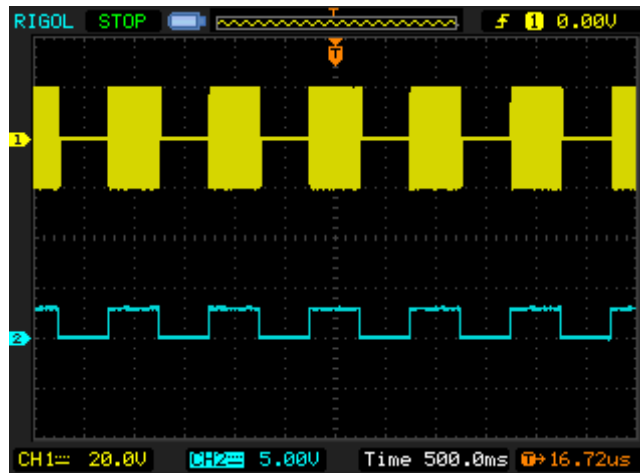 RIGOL STOP T f 1 0.00V
T
1
2
CH1 20.0V CH2 5.00V Time 500.0ms T→16.72us